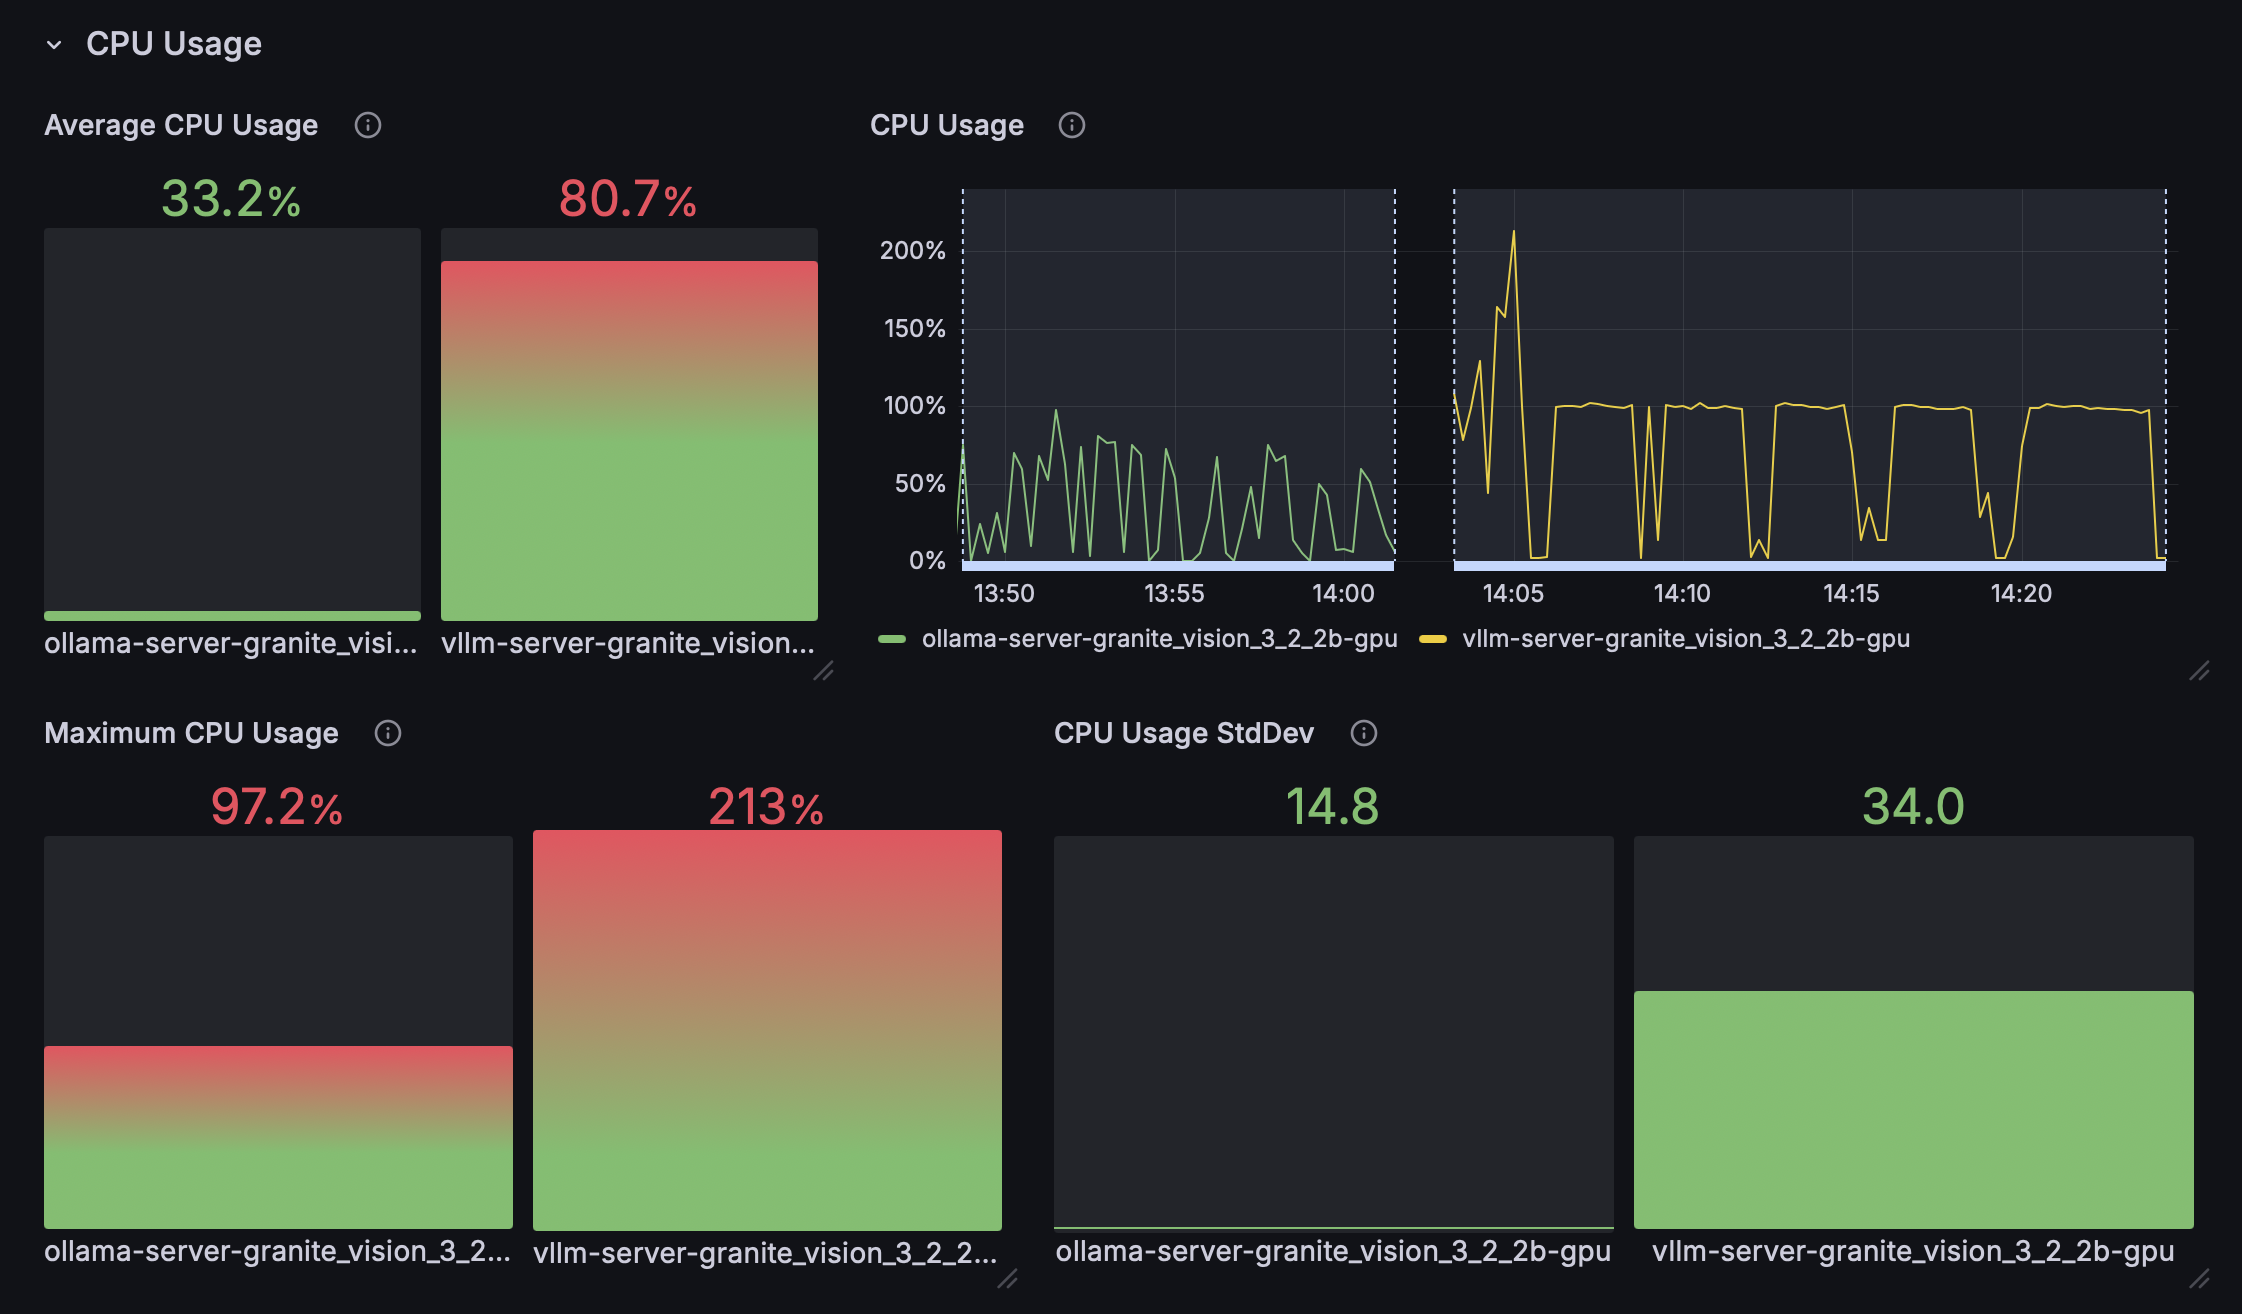 CPU Usage
Average CPU Usage
33.2%
80.7%
ollama-server-granite_visi...
vllm-server-granite_vision...
CPU Usage
200%
150%
100%
50%
0%
13:50 13:55 14:00 14:05 14:10 14:15 14:20
ollama-server-granite_vision_3_2_2b-gpu vllm-server-granite_vision_3_2_2b-gpu
Maximum CPU Usage
97.2%
213%
ollama-server-granite_vision_3_2...
vllm-server-granite_vision_3_2_2...
CPU Usage StdDev
14.8
34.0
ollama-server-granite_vision_3_2_2b-gpu
vllm-server-granite_vision_3_2_2b-gpu